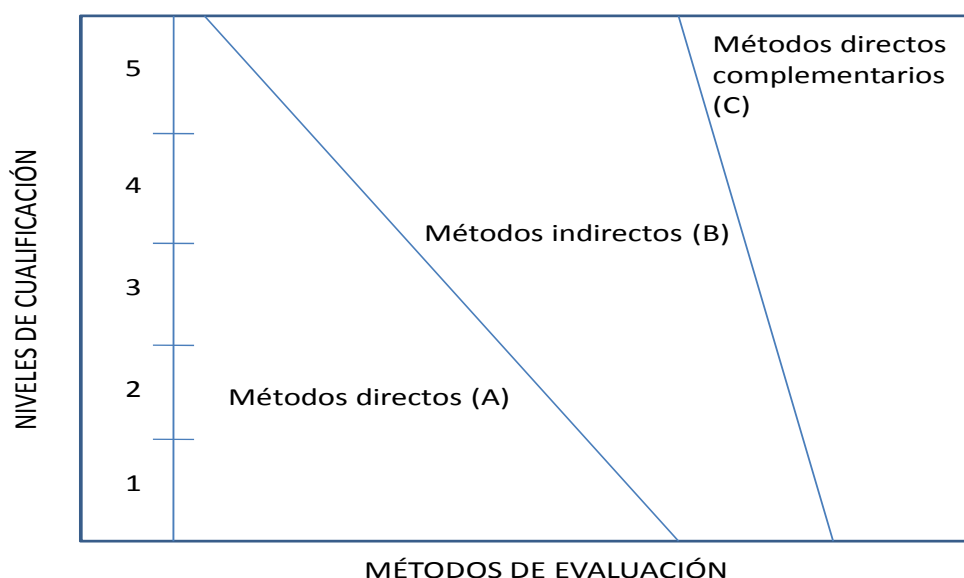 NIVELES DE CUALIFICACIÓN
5
4
3
2
1
Métodos directos
complementarios
(C)
Métodos indirectos (B)
Métodos directos (A)
MÉTODOS DE EVALUACIÓN